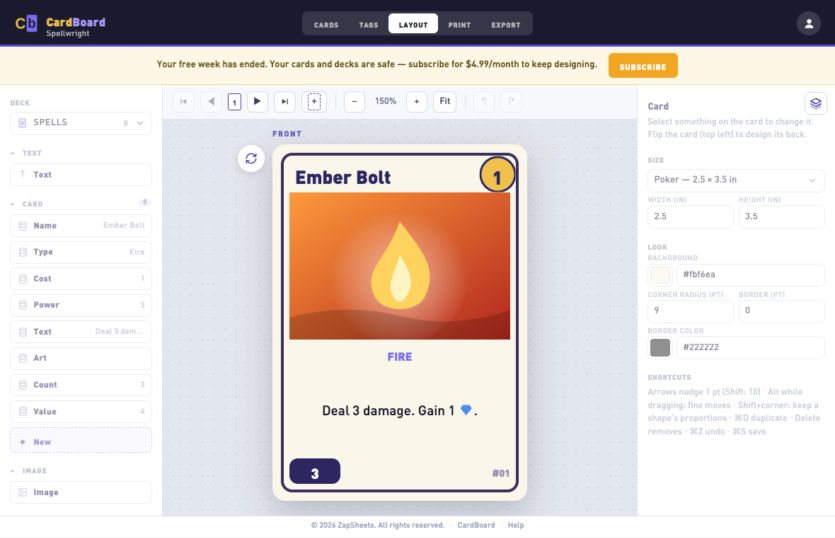 Cb CardBoard
Spellwright
CARDS TAGS LAYOUT PRINT EXPORT
Your free week has ended. Your cards and decks are safe — subscribe for $4.99/month to keep designing. SUBSCRIBE
DECK
SPELLS 8
TEXT
T Text
CARD 8
Name Ember Bolt
Type Fire
Cost 1
Power 3
Text Deal 3 dam...
Art
Count 3
Value 4
+ New
IMAGE
Image
1 − 150% + Fit
FRONT
Ember Bolt 1
FIRE
Deal 3 damage. Gain 1 .
3 #01
Card
Select something on the card to change it.
Flip the card (top left) to design its back.
SIZE
Poker — 2.5 × 3.5 in
WIDTH (IN) HEIGHT (IN)
2.5 3.5
LOOK
BACKGROUND
#fbf6ea
CORNER RADIUS (PT) BORDER (PT)
9 0
BORDER COLOR
#222222
SHORTCUTS
Arrows nudge 1 pt (Shift: 10) · Alt while
dragging: fine moves · Shift+corner: keep a
shape's proportions · ⌘D duplicate · Delete
removes · ⌘Z undo · ⌘S save
© 2026 ZapSheets. All rights reserved. · CardBoard · Help